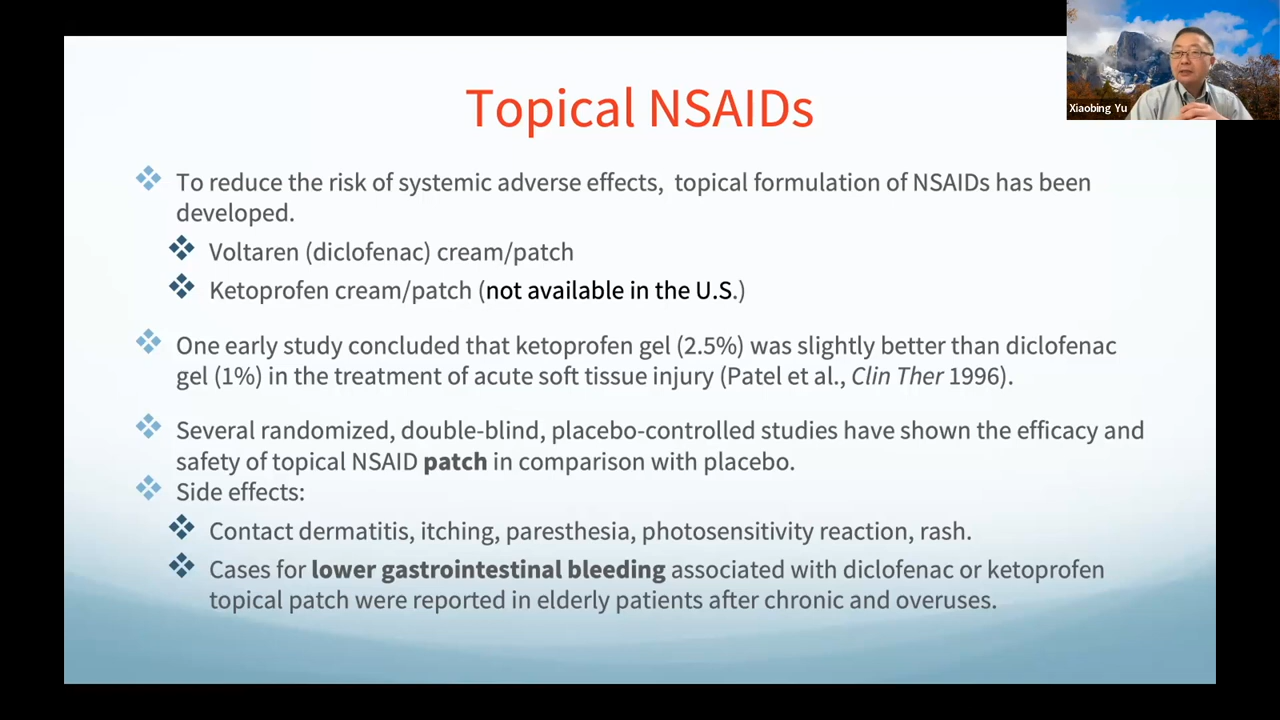 Topical NSAIDs
Xiaobing Yu
To reduce the risk of systemic adverse effects, topical formulation of NSAIDs has been
developed.
Voltaren (diclofenac) cream/patch
Ketoprofen cream/patch (not available in the U.S.)
One early study concluded that ketoprofen gel (2.5%) was slightly better than diclofenac
gel (1%) in the treatment of acute soft tissue injury (Patel et al., Clin Ther 1996).
Several randomized, double-blind, placebo-controlled studies have shown the efficacy and
safety of topical NSAID patch in comparison with placebo.
Side effects:
Contact dermatitis, itching, paresthesia, photosensitivity reaction, rash.
Cases for lower gastrointestinal bleeding associated with diclofenac or ketoprofen
topical patch were reported in elderly patients after chronic and overuses.